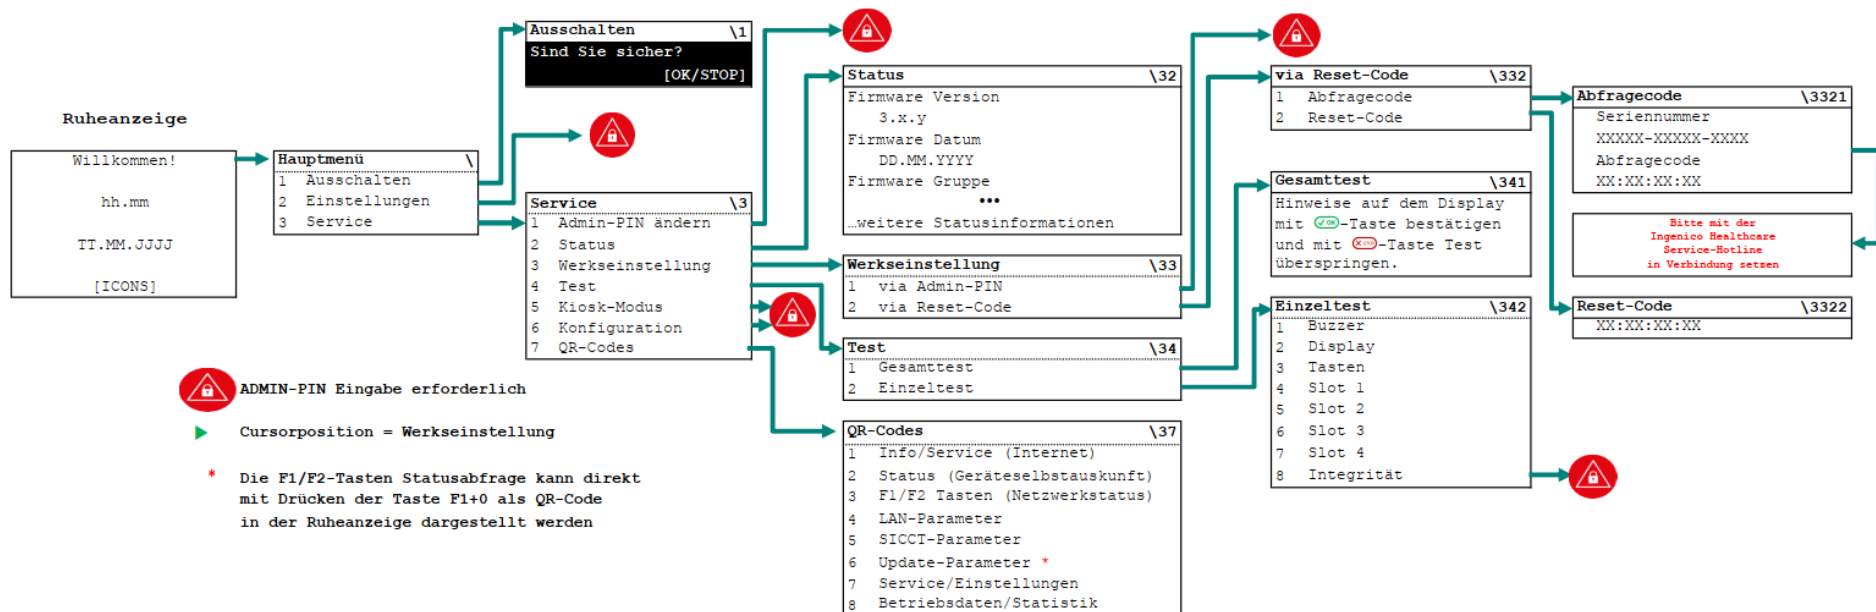 Ruheanzeige
Willkommen!
hh.mm
TT.MM.JJJJ
[ICONS]
Hauptmenü \
1 Ausschalten
2 Einstellungen
3 Service
Ausschalten \1
Sind Sie sicher?
[OK/STOP]
Service \3
1 Admin-PIN ändern
2 Status
3 Werkseinstellung
4 Test
5 Kiosk-Modus
6 Konfiguration
7 QR-Codes
Status \32
Firmware Version
3.x.y
Firmware Datum
DD.MM.YYYY
Firmware Gruppe
•••
…weitere Statusinformationen
Werkseinstellung \33
1 via Admin-PIN
2 via Reset-Code
Test \34
1 Gesamttest
2 Einzeltest
QR-Codes \37
1 Info/Service (Internet)
2 Status (Geräteselbstauskunft)
3 F1/F2 Tasten (Netzwerkstatus)
4 LAN-Parameter
5 SICCT-Parameter
6 Update-Parameter *
7 Service/Einstellungen
8 Betriebsdaten/Statistik
via Reset-Code \332
1 Abfragecode
2 Reset-Code
Gesamttest \341
Hinweise auf dem Display
mit OK-Taste bestätigen
und mit STOP-Taste Test
überspringen.
Einzeltest \342
1 Buzzer
2 Display
3 Tasten
4 Slot 1
5 Slot 2
6 Slot 3
7 Slot 4
8 Integrität
Abfragecode \3321
Seriennummer
XXXXX-XXXXX-XXXX
Abfragecode
XX:XX:XX:XX
Bitte mit der
Ingenico Healthcare
Service-Hotline
in Verbindung setzen
Reset-Code \3322
XX:XX:XX:XX
ADMIN-PIN Eingabe erforderlich
Cursorposition = Werkseinstellung
* Die F1/F2-Tasten Statusabfrage kann direkt
mit Drücken der Taste F1+0 als QR-Code
in der Ruheanzeige dargestellt werden